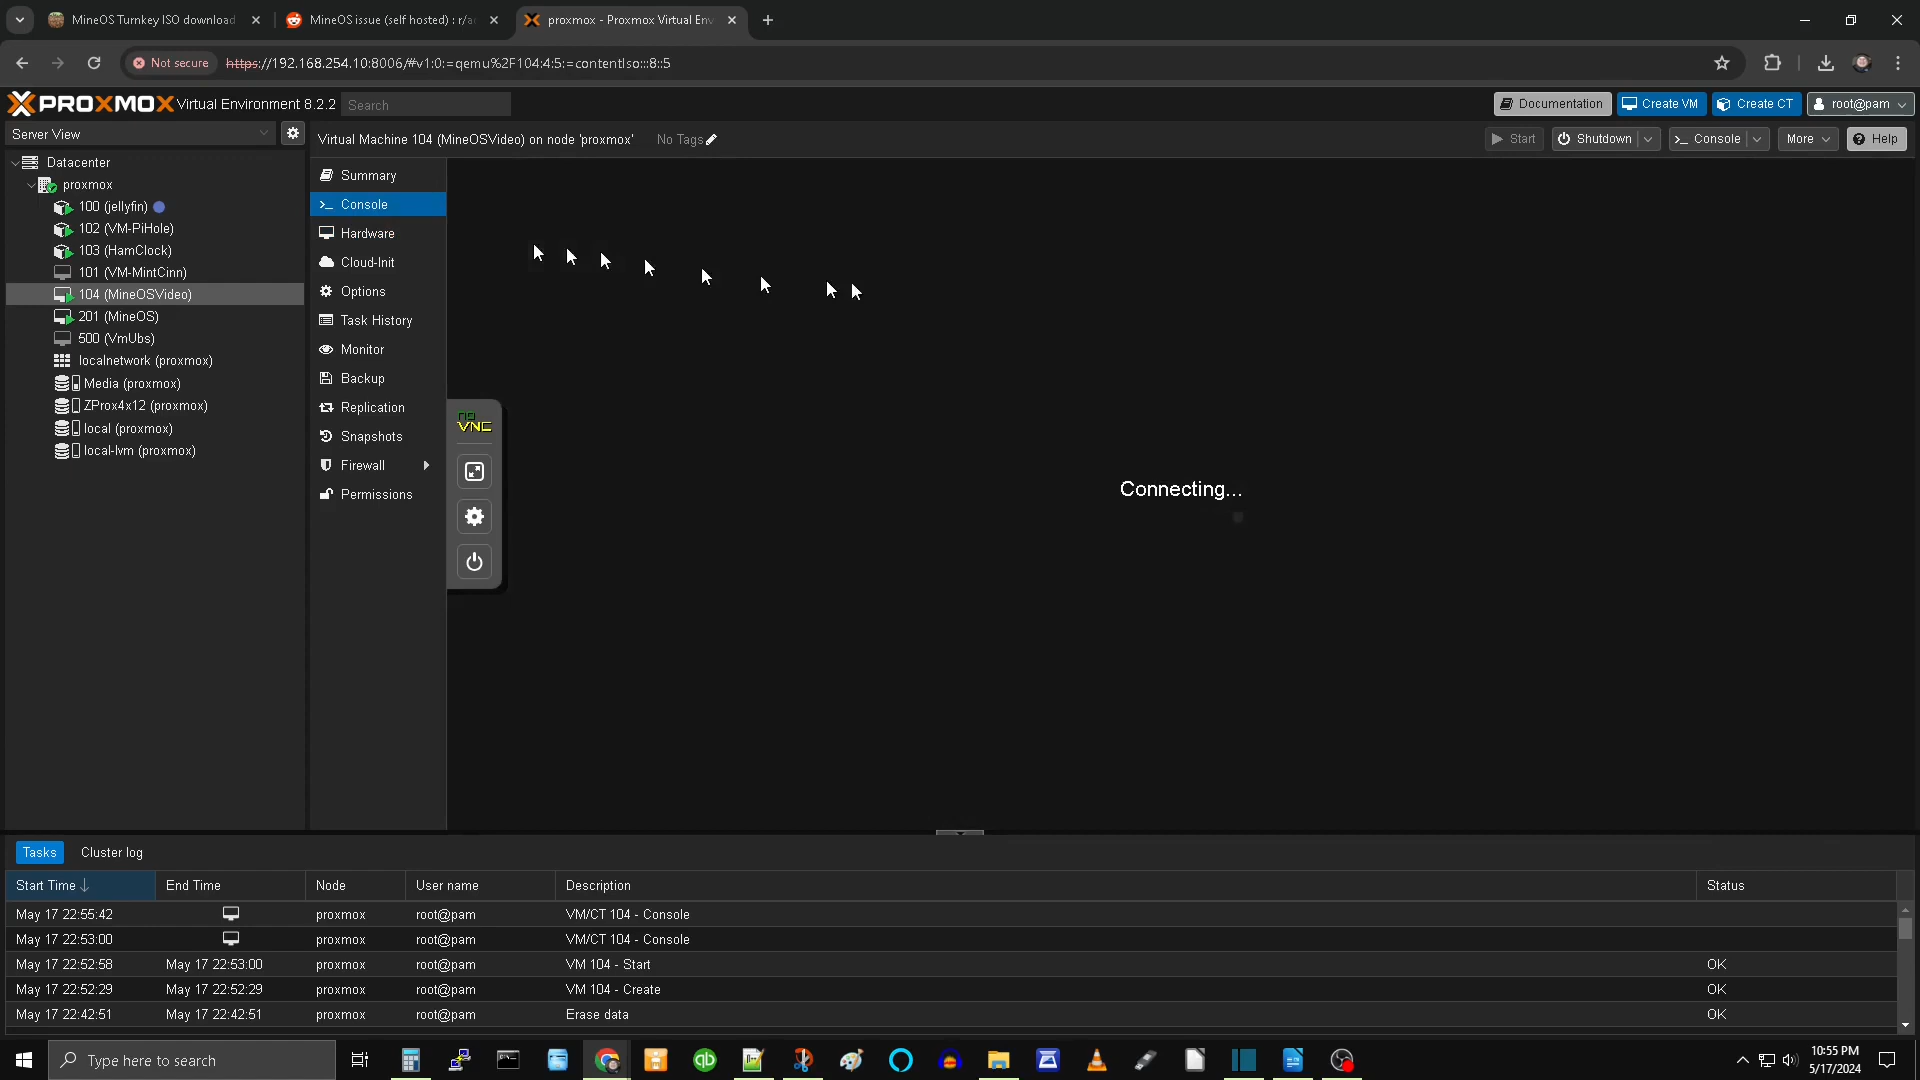 MineOS Turnkey ISO download
MineOS issue (self hosted) : r/a
proxmox - Proxmox Virtual Env
Not secure
https://192.168.254.10:8006/#v1:0:=qemu%2F104:4:5:=contentIso:::8::5
PROXMOX Virtual Environment 8.2.2
Search
Documentation
Create VM
Create CT
root@pam
Server View
Virtual Machine 104 (MineOSVideo) on node 'proxmox'
No Tags
Start
Shutdown
Console
More
Help
Datacenter
proxmox
100 (jellyfin)
102 (VM-PiHole)
103 (HamClock)
101 (VM-MintCinn)
104 (MineOSVideo)
201 (MineOS)
500 (VmUbs)
localnetwork (proxmox)
Media (proxmox)
ZProx4x12 (proxmox)
local (proxmox)
local-lvm (proxmox)
Summary
Console
Hardware
Cloud-Init
Options
Task History
Monitor
Backup
Replication
Snapshots
Firewall
Permissions
no
VNC
Connecting...
Tasks
Cluster log
Start Time End Time Node User name Description Status
May 17 22:55:42 proxmox root@pam VM/CT 104 - Console
May 17 22:53:00 proxmox root@pam VM/CT 104 - Console
May 17 22:52:58 May 17 22:53:00 proxmox root@pam VM 104 - Start OK
May 17 22:52:29 May 17 22:52:29 proxmox root@pam VM 104 - Create OK
May 17 22:42:51 May 17 22:42:51 proxmox root@pam Erase data OK
Type here to search
qb
10:55 PM
5/17/2024